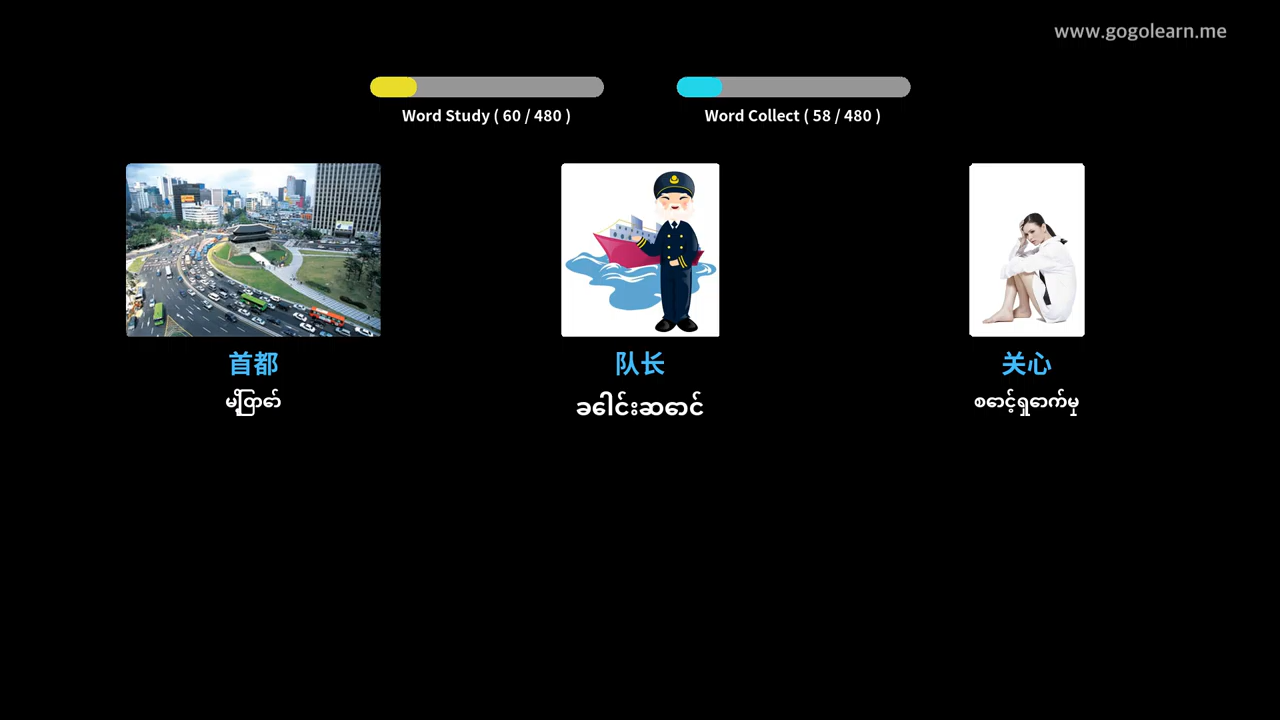 www.gogolearn.me
Word Study ( 60 / 480 )
Word Collect ( 58 / 480 )
首都
队长
关心
မြို့တော်
ခေါင်းဆောင်
စောင့်ရှောက်မှု